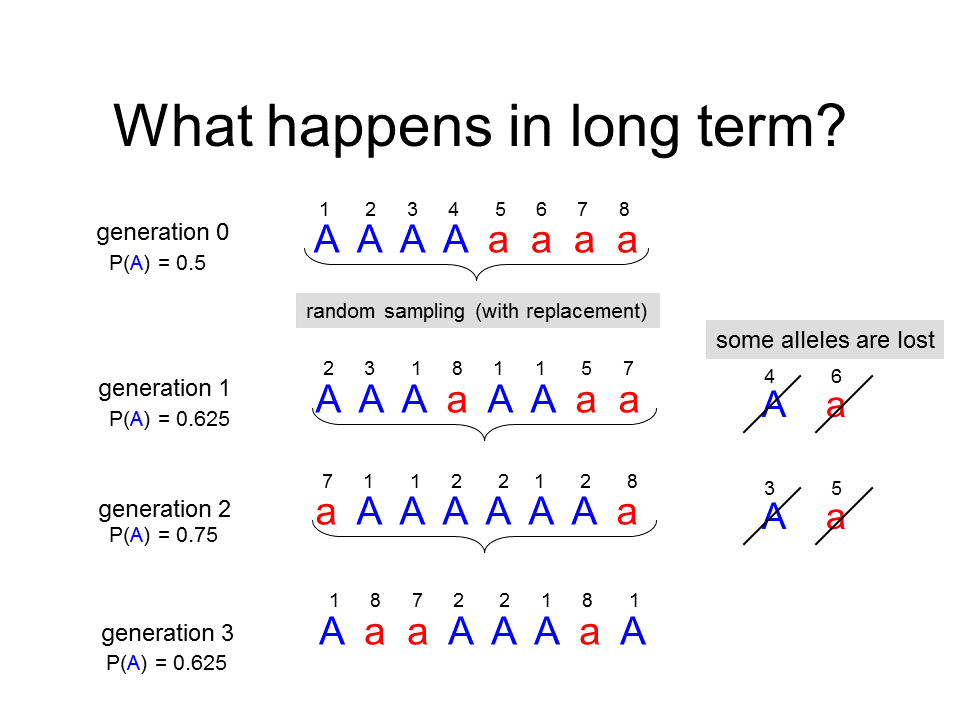 What happens in long term?
1 2 3 4 5 6 7 8
generation 0
A A A A a a a a
P(A) = 0.5
random sampling (with replacement)
some alleles are lost
2 3 1 8 1 1 5 7
4 6
generation 1
A A A a A A a a
A a
P(A) = 0.625
7 1 1 2 2 1 2 8
3 5
generation 2
a A A A A A A a
A a
P(A) = 0.75
1 8 7 2 2 1 8 1
generation 3
A a a A A A a A
P(A) = 0.625